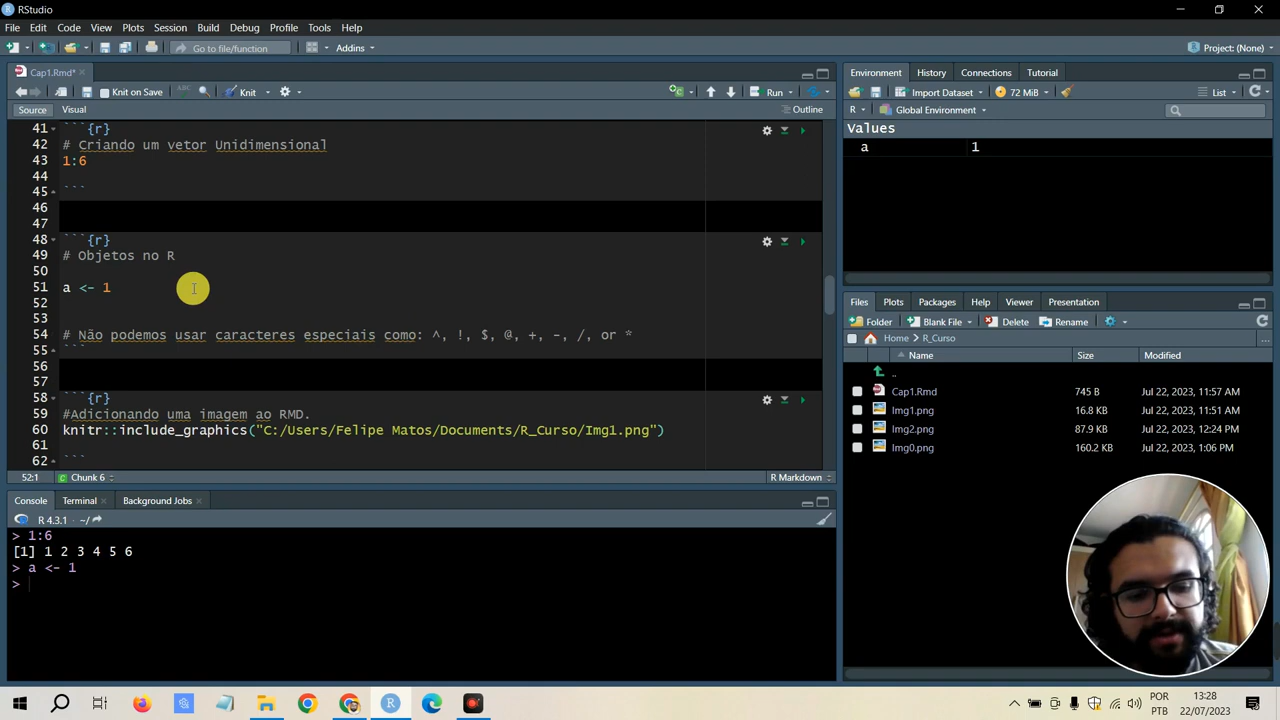 RStudio
File Edit Code View Plots Session Build Debug Profile Tools Help
Go to file/function Addins Project: (None)
Cap1.Rmd*
Knit on Save Knit Run
Source Visual Outline
41 ```{r}
42 # Criando um vetor Unidimensional
43 1:6
44
45 ```
46
47
48 ```{r}
49 # Objetos no R
50
51 a <- 1
52
53
54 # Não podemos usar caracteres especiais como: ^, !, $, @, +, -, /, or *
55 ```
56
57
58 ```{r}
59 #Adicionando uma imagem ao RMD.
60 knitr::include_graphics("C:/Users/Felipe Matos/Documents/R_Curso/Img1.png")
61
62 ```
52:1 Chunk 6 R Markdown
Console Terminal Background Jobs
R 4.3.1 · ~/
> 1:6
[1] 1 2 3 4 5 6
> a <- 1
>
Environment History Connections Tutorial
Import Dataset 72 MiB List
R Global Environment
Values
a 1
Files Plots Packages Help Viewer Presentation
Folder Blank File Delete Rename
Home R_Curso ...
Name Size Modified
..
Cap1.Rmd 745 B Jul 22, 2023, 11:57 AM
Img1.png 16.8 KB Jul 22, 2023, 11:51 AM
Img2.png 87.9 KB Jul 22, 2023, 12:24 PM
Img0.png 160.2 KB Jul 22, 2023, 1:06 PM
POR 13:28
PTB 22/07/2023